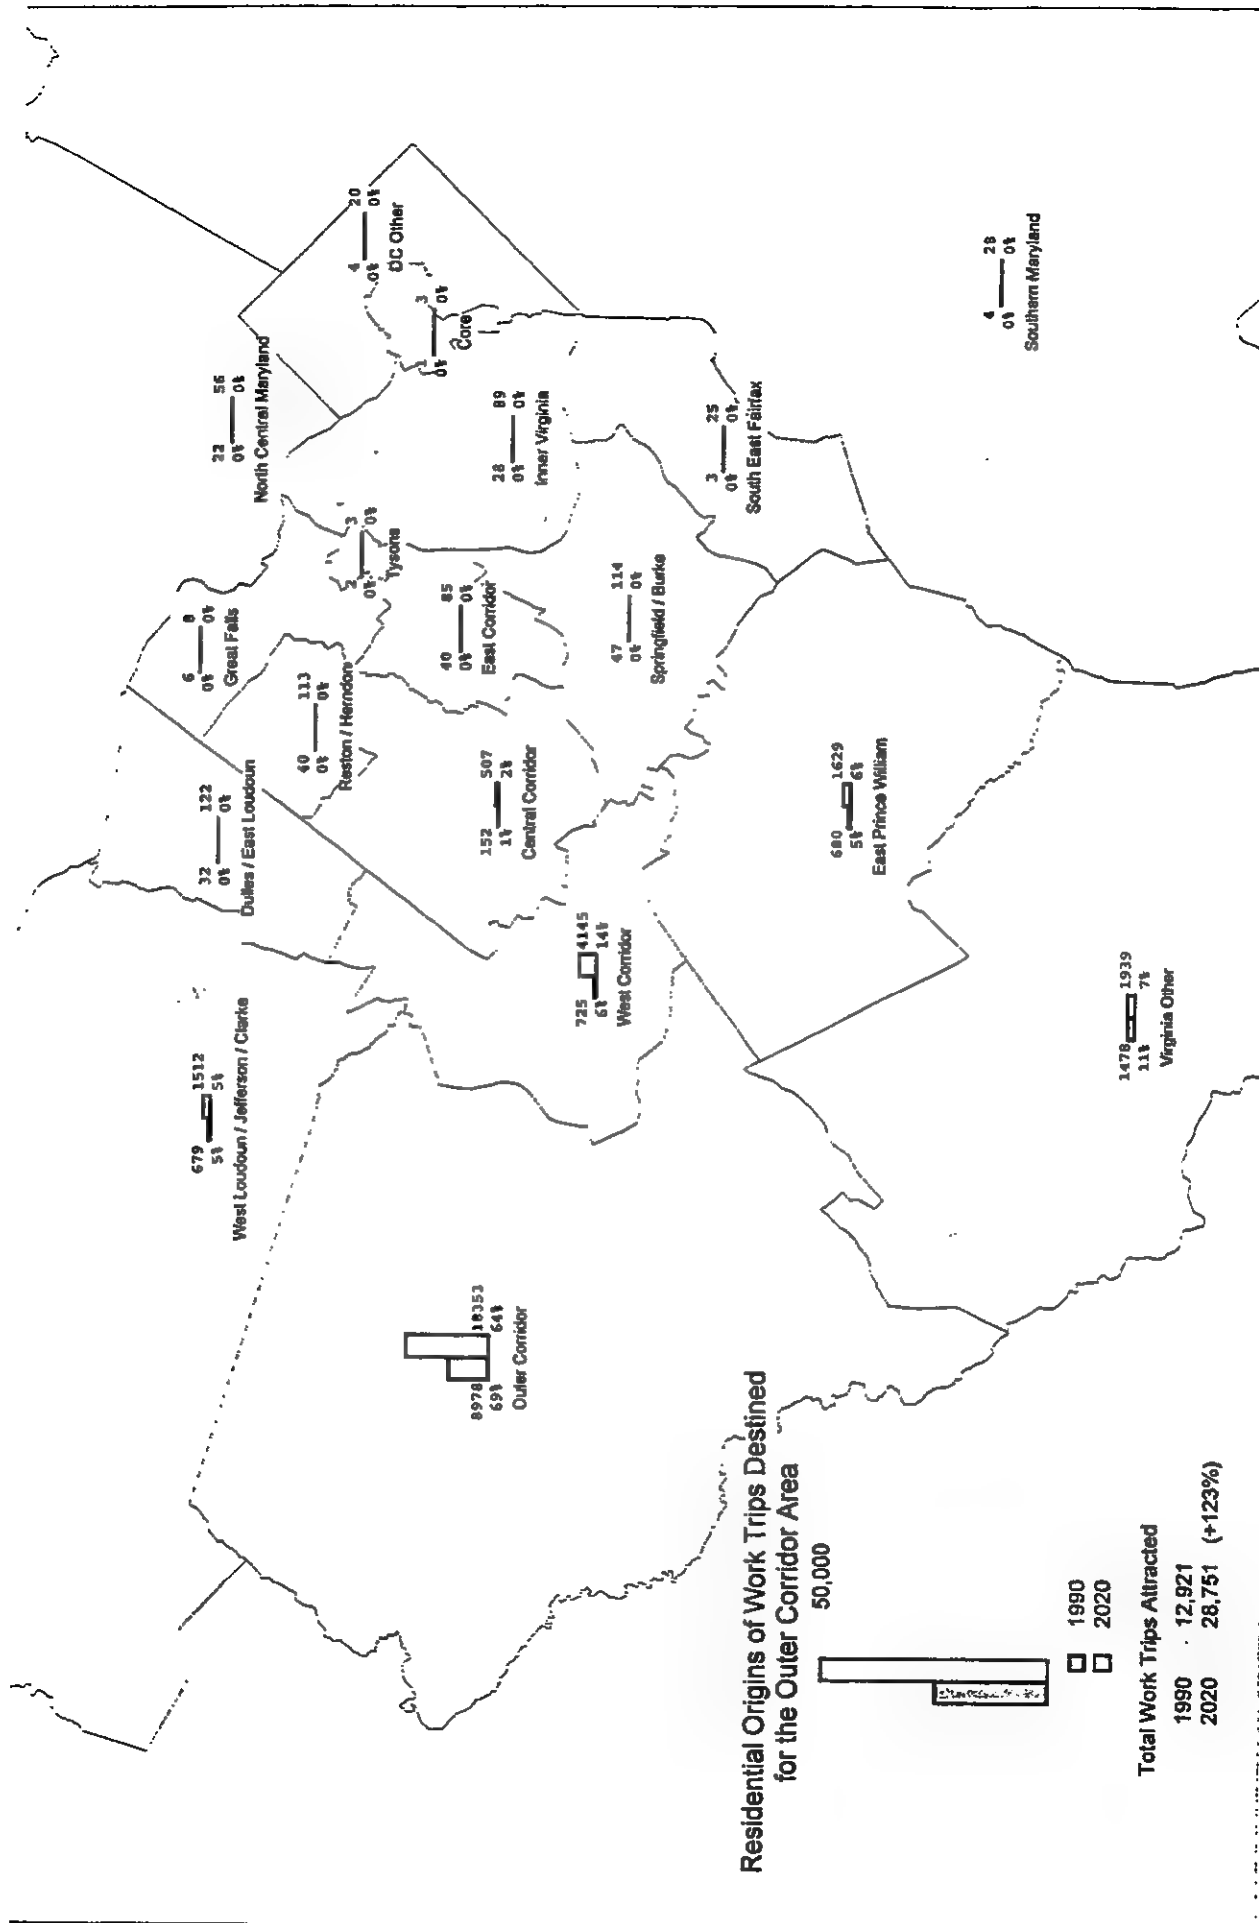 679 1512
5% 5%
West Loudoun / Jefferson / Clarke
32 122
0% 0%
Dulles / East Loudoun
6 8
0% 0%
Great Falls
22 56
0% 0%
North Central Maryland
40 113
0% 0%
Reston / Herndon
2 3
0% 0%
Tysons
4 20
0% 0%
DC Other
1 3
0% 0%
Core
8978 18353
69% 64%
Outer Corridor
152 507
1% 2%
Central Corridor
40 85
0% 0%
East Corridor
28 89
0% 0%
Inner Virginia
725 4145
6% 14%
West Corridor
47 114
0% 0%
Springfield / Burke
3 25
0% 0%
South East Fairfax
680 1629
5% 6%
East Prince William
4 28
0% 0%
Southern Maryland
1478 1939
11% 7%
Virginia Other
Residential Origins of Work Trips Destined
for the Outer Corridor Area
50,000
1990
2020
Total Work Trips Attracted
1990 12,921
2020 28,751 (+123%)